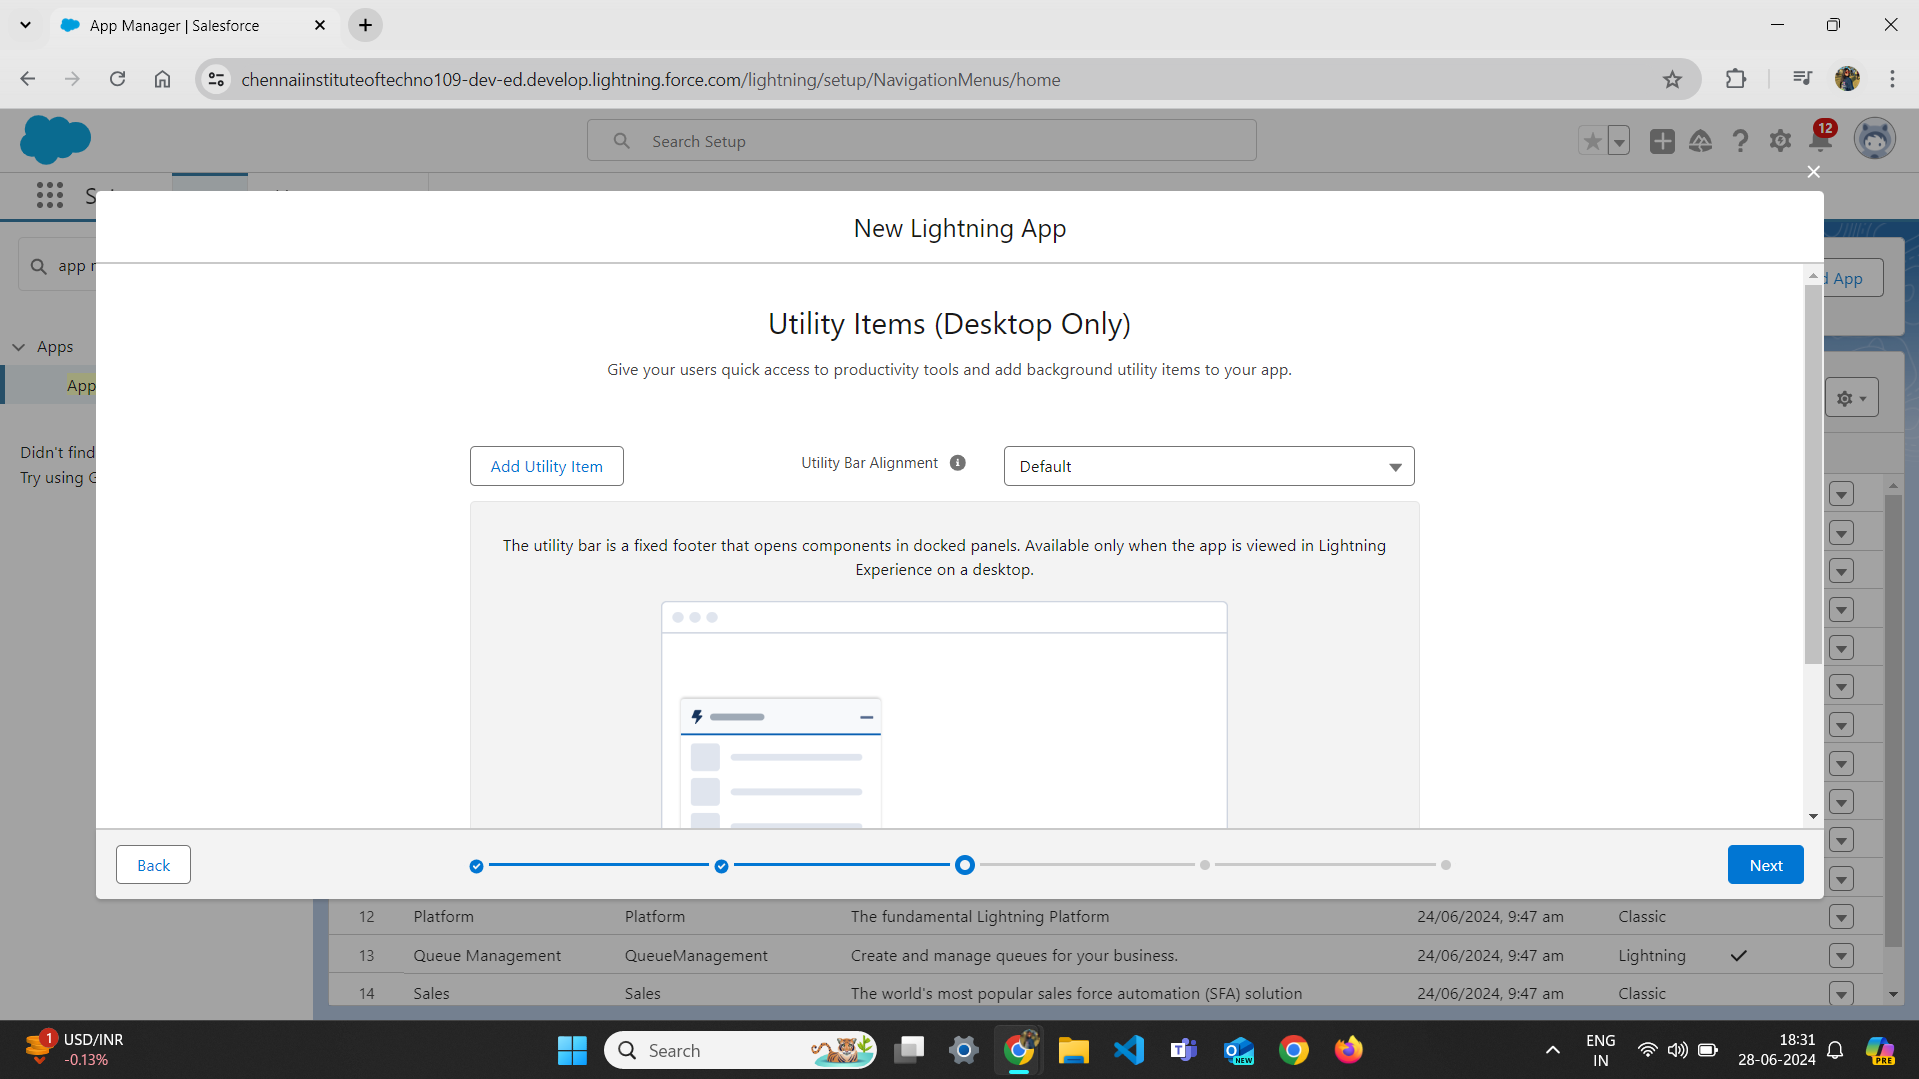 App Manager | Salesforce
chennaiinstituteoftechno109-dev-ed.develop.lightning.force.com/lightning/setup/NavigationMenus/home
Search Setup
12
New Lightning App
d App
Utility Items (Desktop Only)
Give your users quick access to productivity tools and add background utility items to your app.
Apps
App
Didn't find
Try using G
Add Utility Item
Utility Bar Alignment
Default
The utility bar is a fixed footer that opens components in docked panels. Available only when the app is viewed in Lightning
Experience on a desktop.
Back
Next
12 Platform Platform The fundamental Lightning Platform 24/06/2024, 9:47 am Classic
13 Queue Management QueueManagement Create and manage queues for your business. 24/06/2024, 9:47 am Lightning
14 Sales Sales The world's most popular sales force automation (SFA) solution 24/06/2024, 9:47 am Classic
1
USD/INR
-0.13%
Search
NEW
ENG
IN
18:31
28-06-2024
PRE